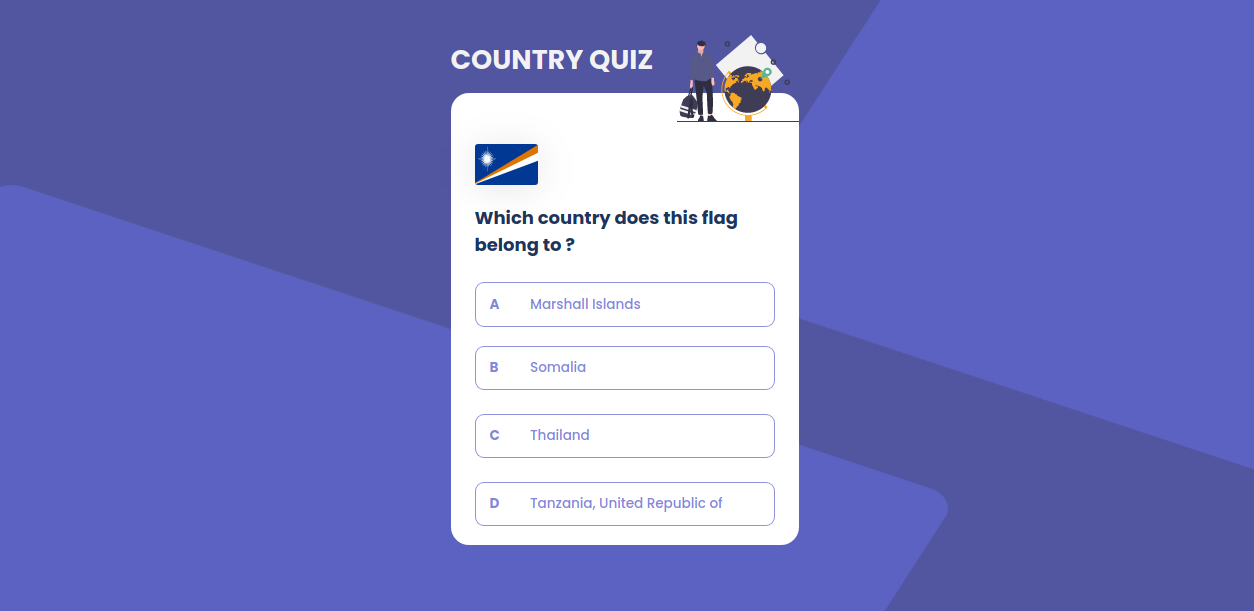 COUNTRY QUIZ
Which country does this flag
belong to ?
A Marshall Islands
B Somalia
C Thailand
D Tanzania, United Republic of